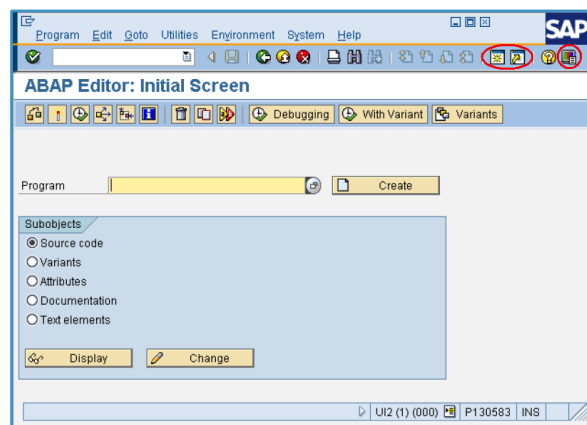 Program Edit Goto Utilities Environment System Help
SAP
ABAP Editor: Initial Screen
Debugging With Variant Variants
Program Create
Subobjects
Source code
Variants
Attributes
Documentation
Text elements
Display Change
UI2 (1) (000) P130583 INS